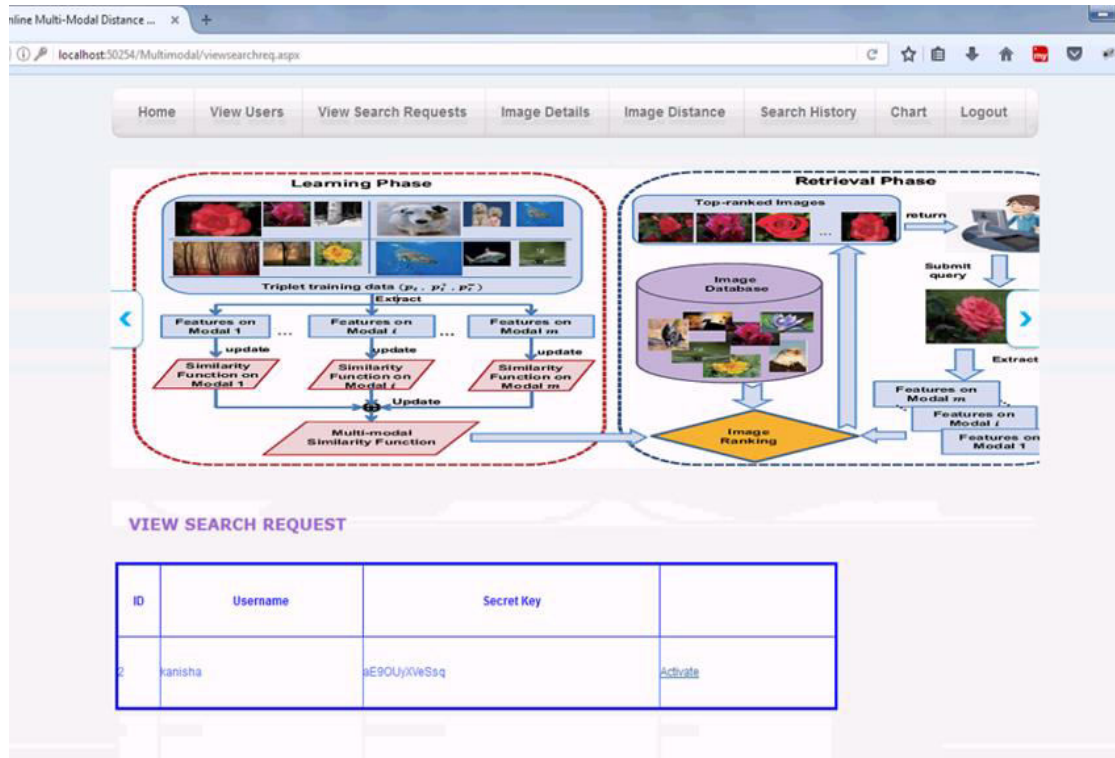 nline Multi-Modal Distance ...
localhost:50254/Multimodal/viewsearchreq.aspx
my
Home View Users View Search Requests Image Details Image Distance Search History Chart Logout
Learning Phase
Triplet training data (pₜ, pₜ⁺, pₜ⁻)
Extract
Features on Modal 1
...
Features on Modal i
...
Features on Modal m
update
update
update
Similarity Function on Modal 1
Similarity Function on Modal i
Similarity Function on Modal m
Update
Multi-modal Similarity Function
Retrieval Phase
Top-ranked Images
...
return
Submit query
Image Database
Extract
Features on Modal m
Features on Modal i
Features on Modal 1
Image Ranking
VIEW SEARCH REQUEST
ID Username Secret Key
2 kanisha aE9OUyXVeSsq Activate